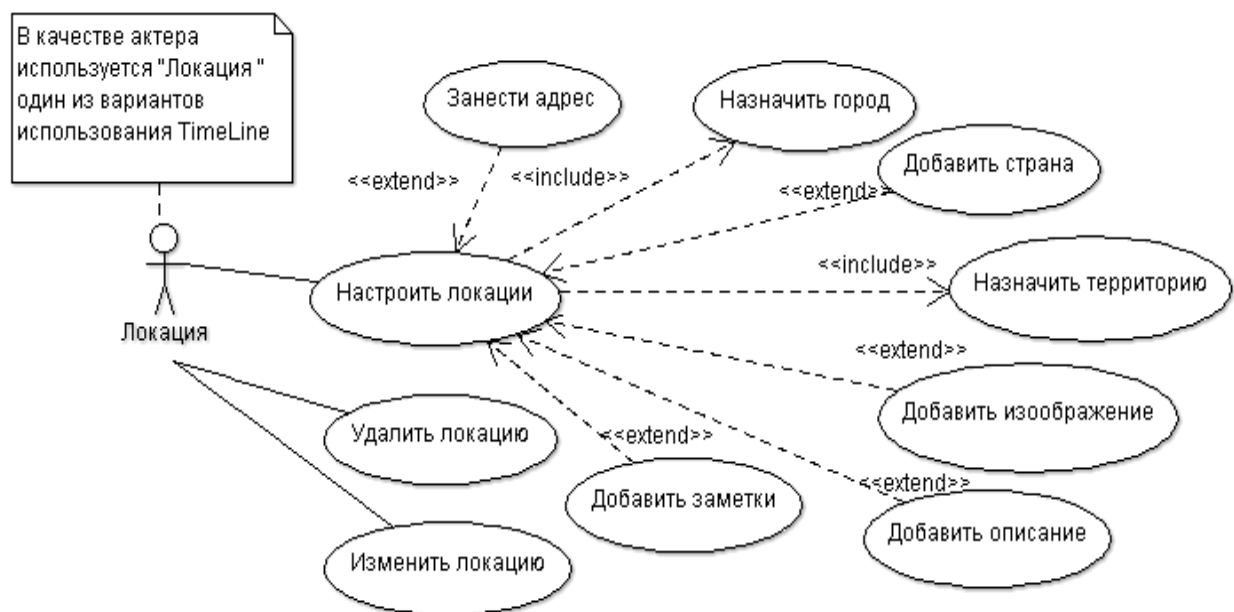 В качестве актера
используется "Локация "
один из вариантов
использования TimeLine
Занести адрес
Назначить город
Добавить страна
<<extend>>
<<include>>
<<extend>>
<<include>>
Назначить территорию
Настроить локации
Локация
<<extend>>
Добавить изоображение
Удалить локацию
<<extend>>
Добавить заметки
<<extend>>
Добавить описание
Изменить локацию